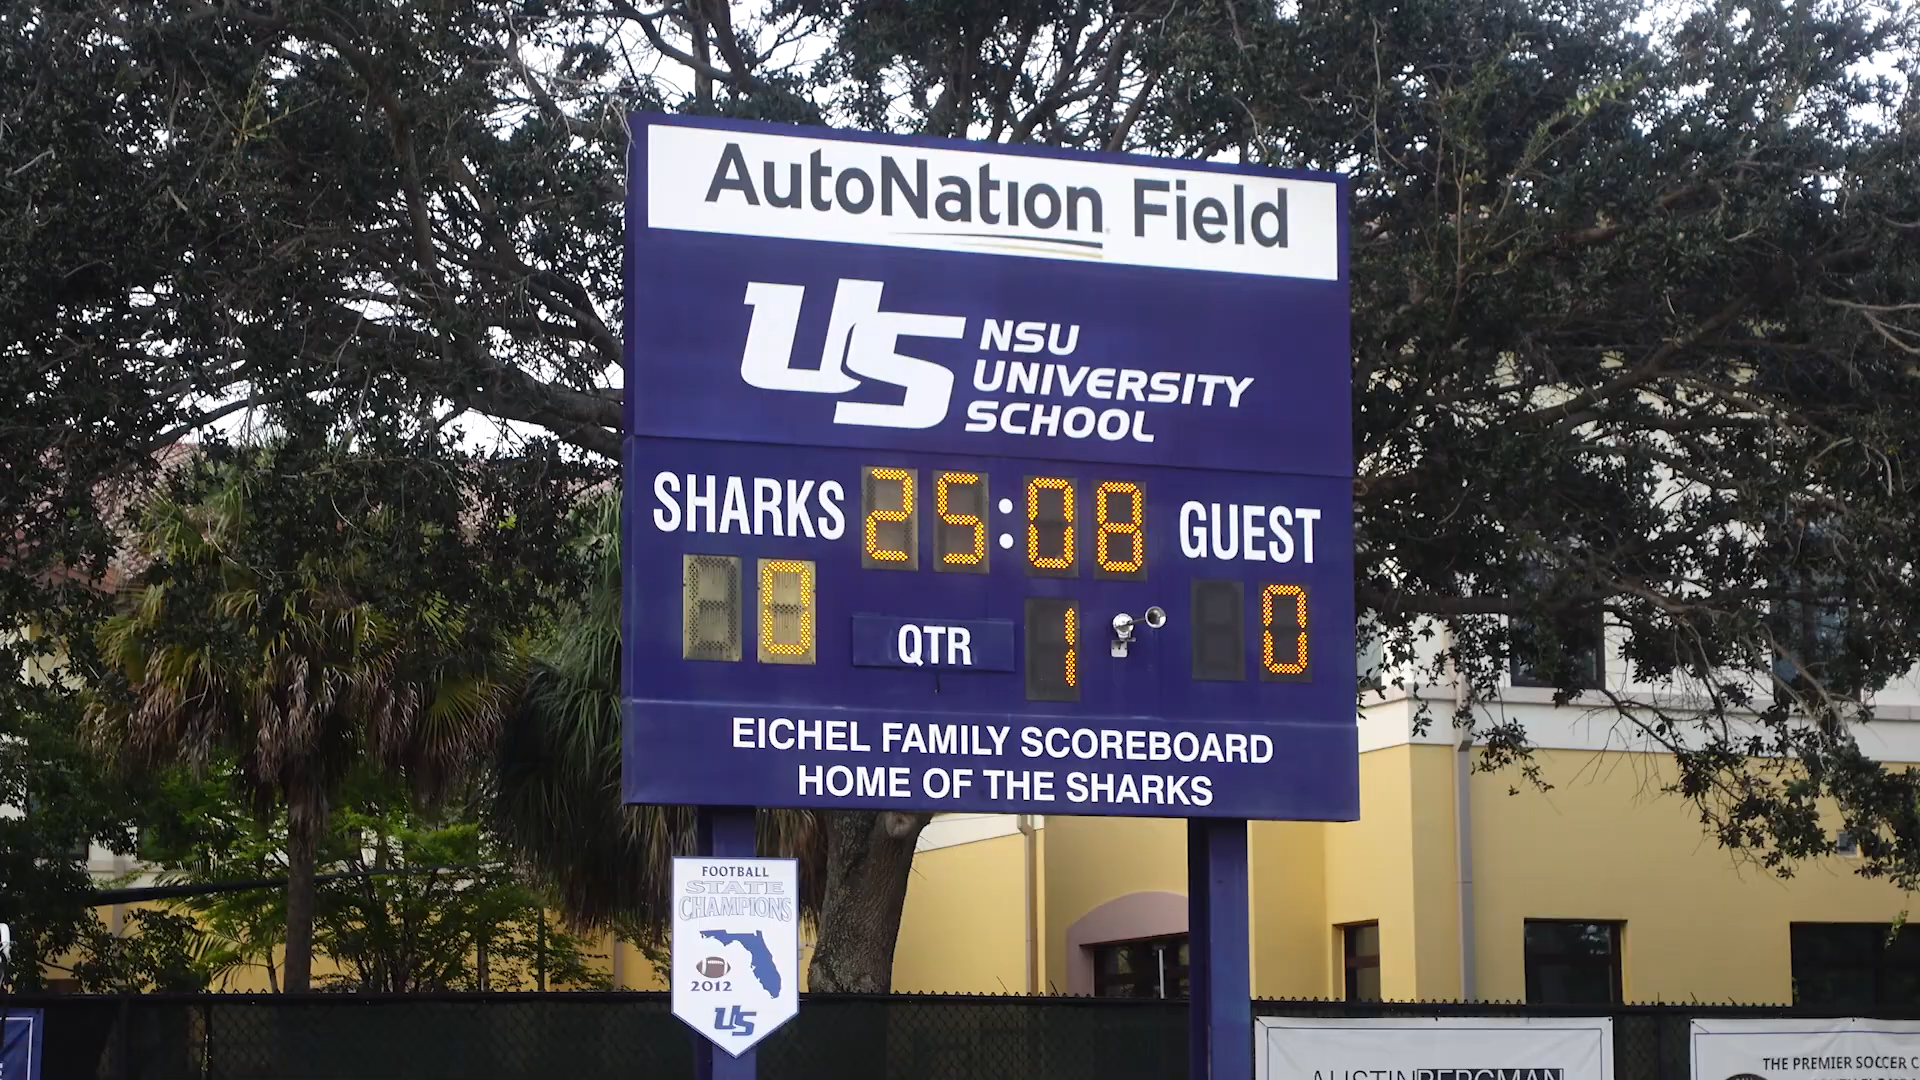 AutoNation Field
US
NSU
UNIVERSITY
SCHOOL
SHARKS 25:08 GUEST
0 QTR 1 0
EICHEL FAMILY SCOREBOARD
HOME OF THE SHARKS
FOOTBALL
STATE
CHAMPIONS
2012
US
AUSTINBERGMAN
THE PREMIER SOCCER